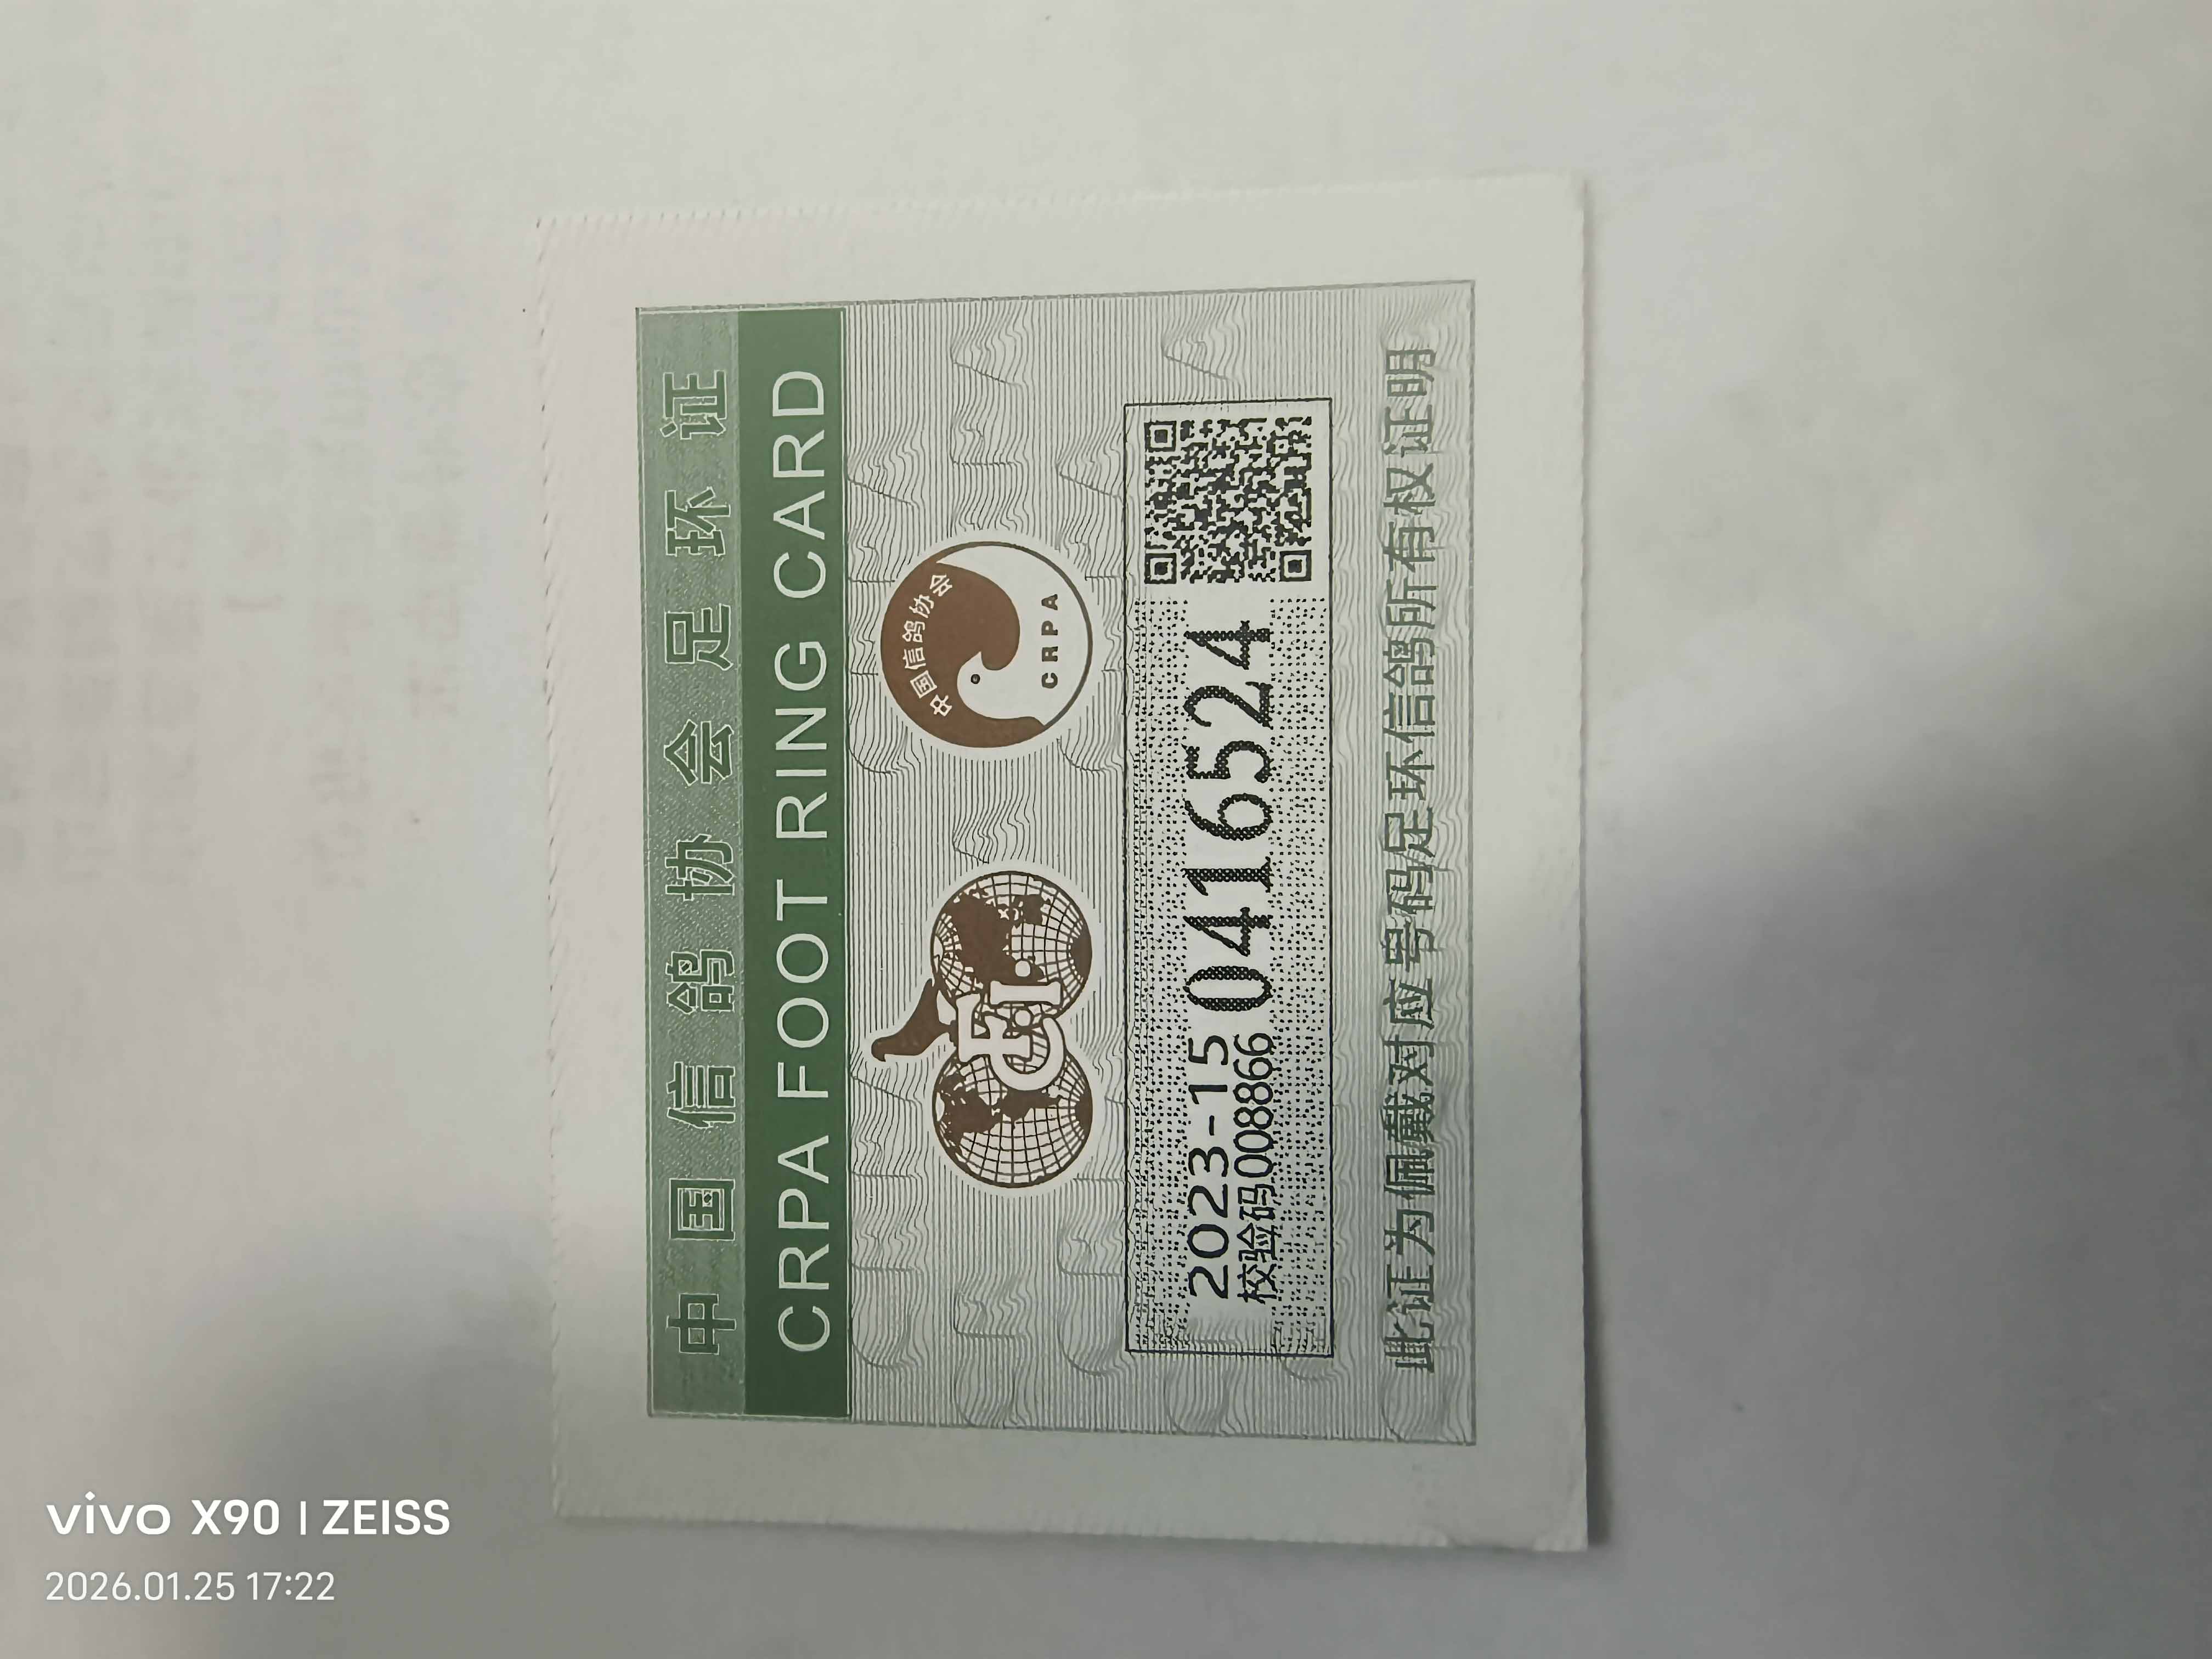 中国信鸽协会足环证
CRPA FOOT RING CARD
中国信鸽协会
CRPA
FCI
2023-15 0416524
校验码008866
此证为佩戴对应号码足环信鸽所有权证明
vivo X90 | ZEISS
2026.01.25 17:22